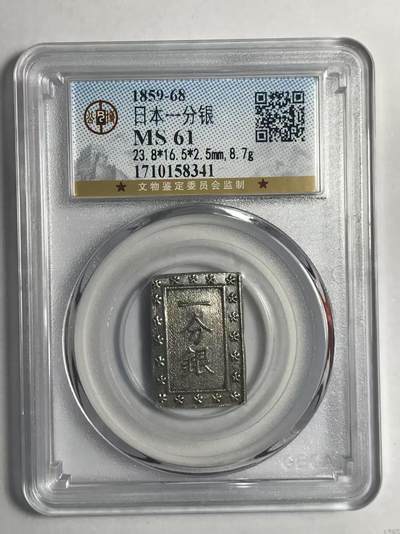 1859-68
日本一分银
MS 61
23.8*16.5*2.5mm,8.7g
1710158341
★ 文物鉴定委员会监制 ★
一分銀